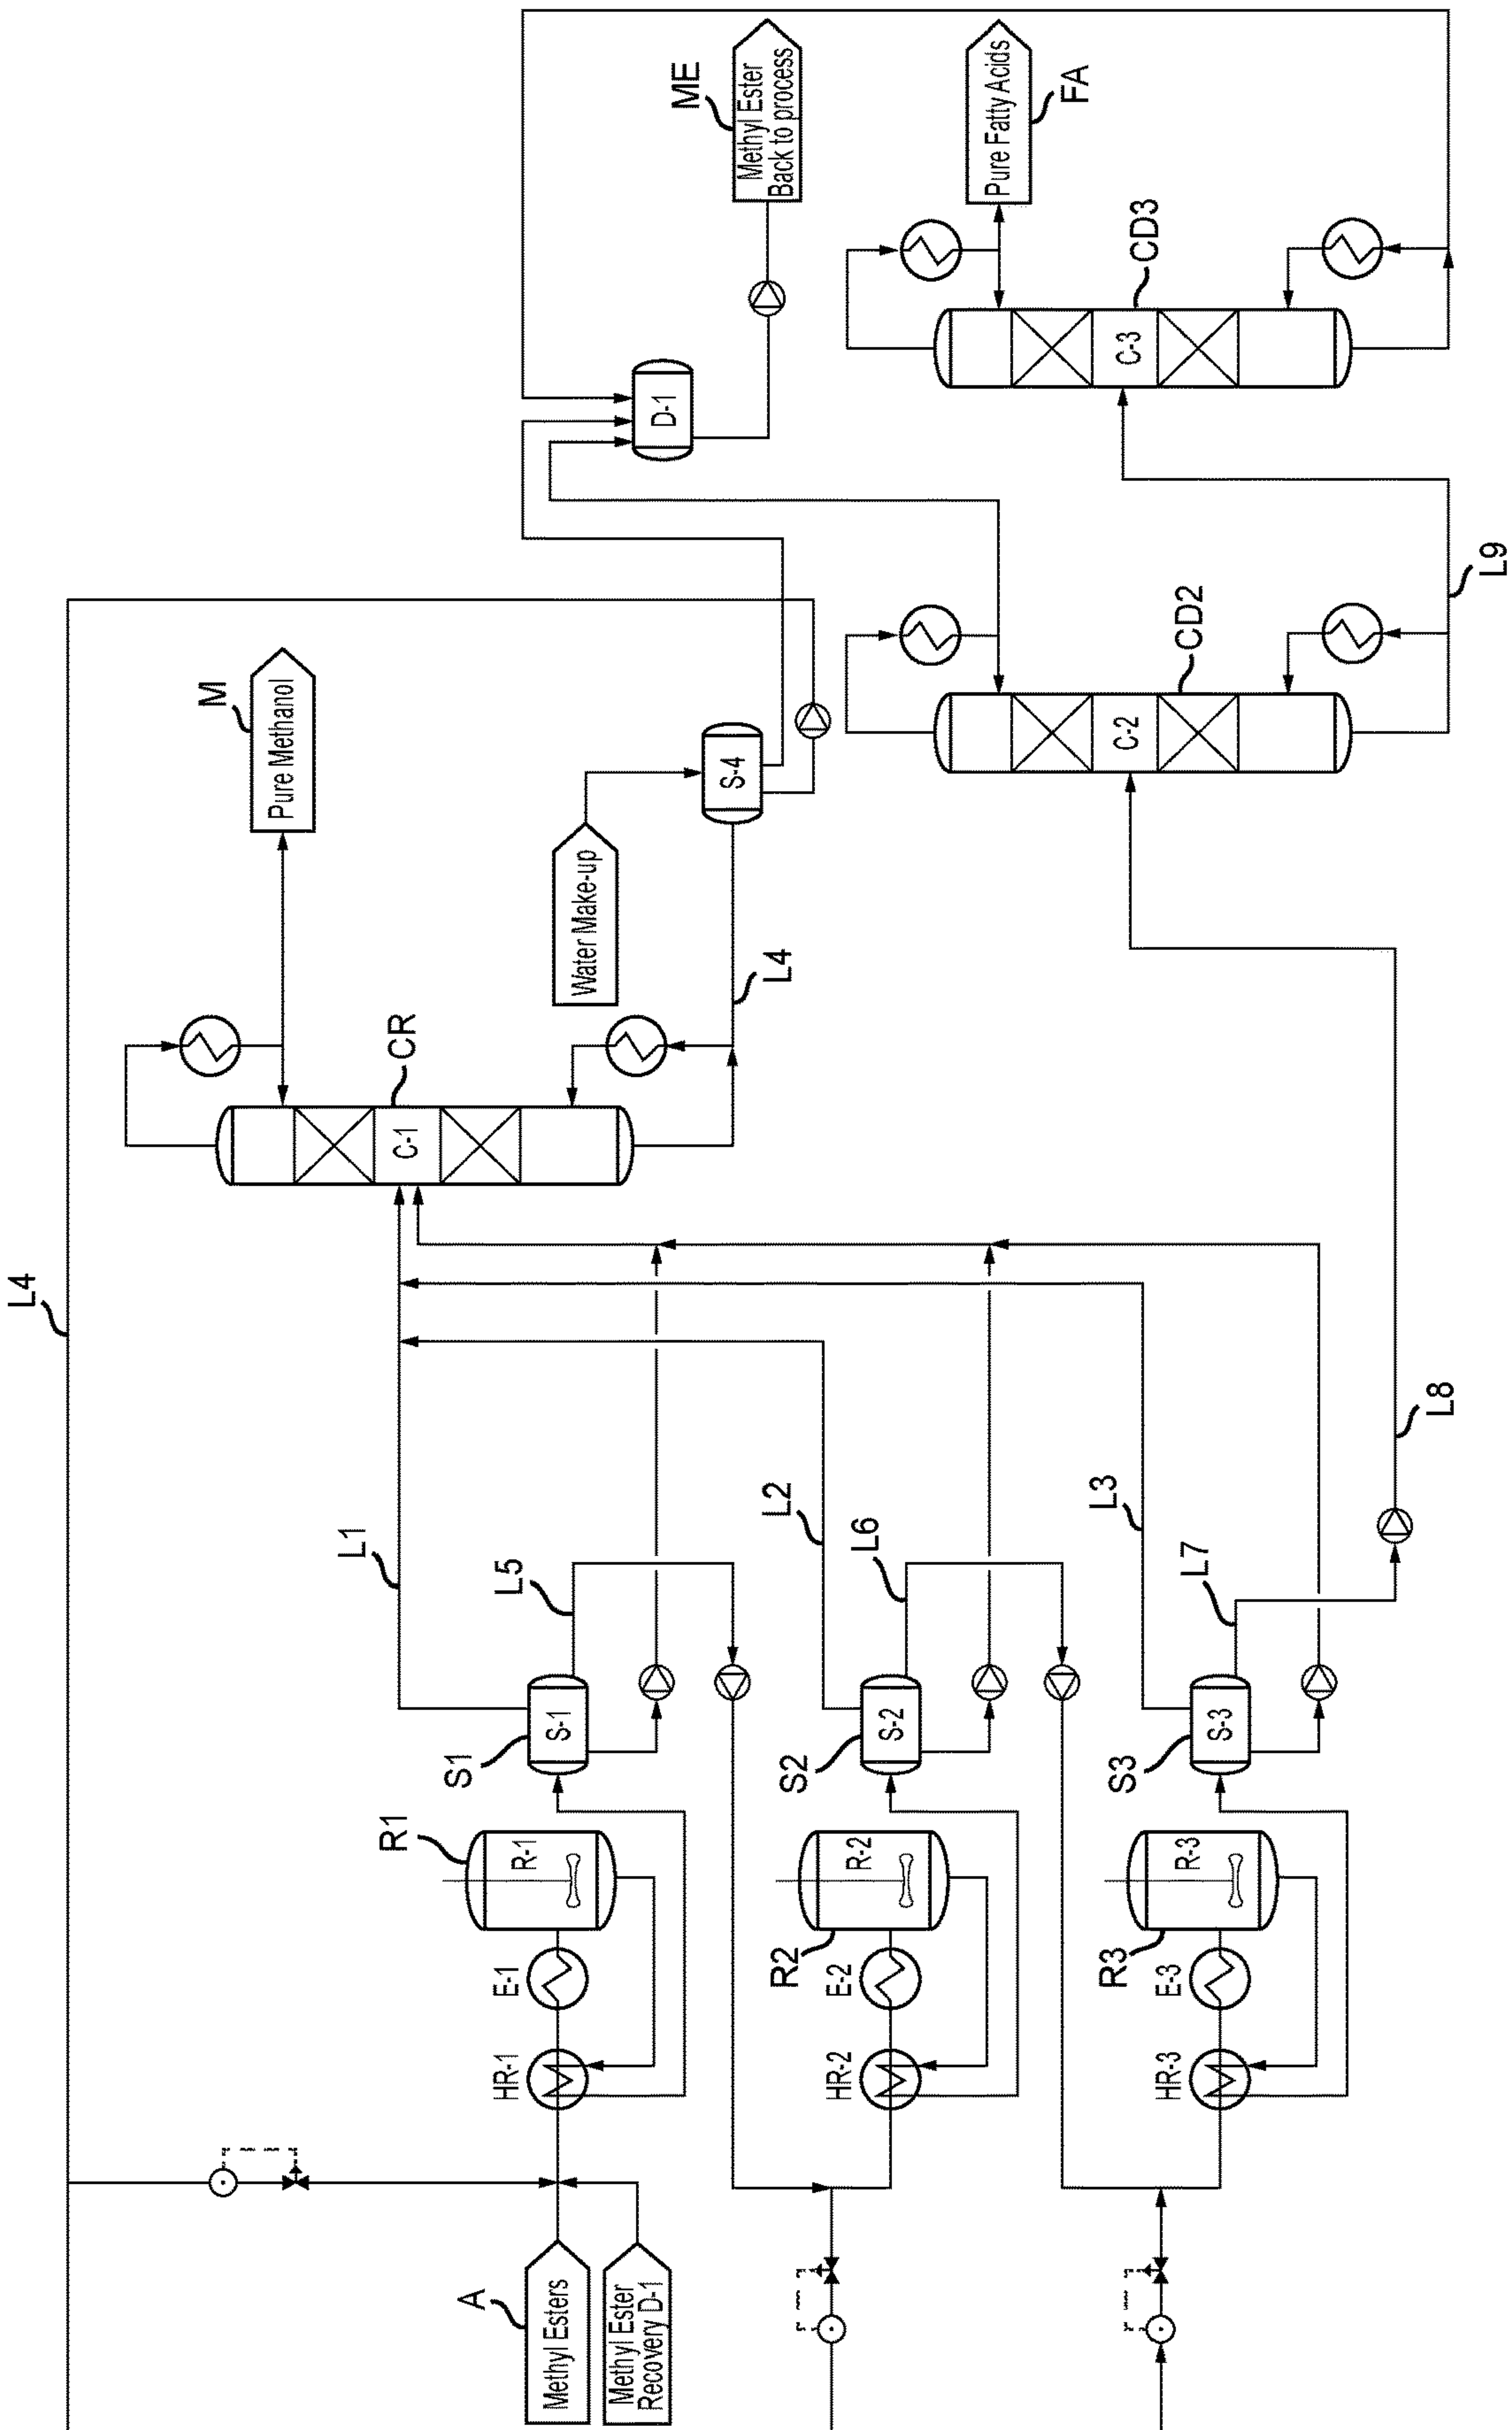 L4
A
Methyl Esters
Methyl Ester
Recovery D-1
HR-1
E-1
R1
R-1
S1
S-1
L1
L5
HR-2
E-2
R2
R-2
S2
S-2
L2
L6
HR-3
E-3
R3
R-3
S3
S-3
L3
L7
L8
CR
C-1
M
Pure Methanol
Water Make-up
L4
S-4
CD2
C-2
L9
D-1
ME
Methyl Ester
Back to process
CD3
C-3
Pure Fatty Acids
FA